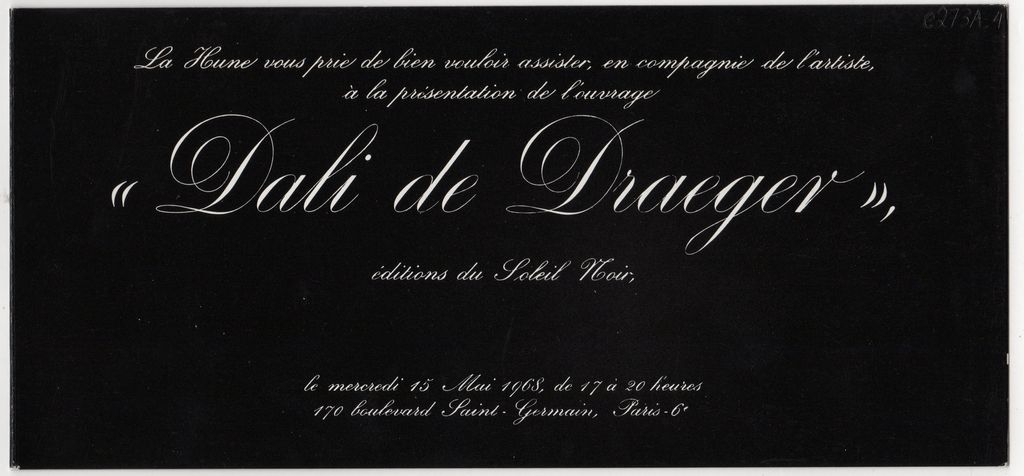 C273A-4
La Hune vous prie de bien vouloir assister, en compagnie de l'artiste,
à la présentation de l'ouvrage
« Dali de Draeger »,
éditions du Soleil Noir,
le mercredi 15 Mai 1968, de 17 à 20 heures
170 boulevard Saint-Germain, Paris-6e